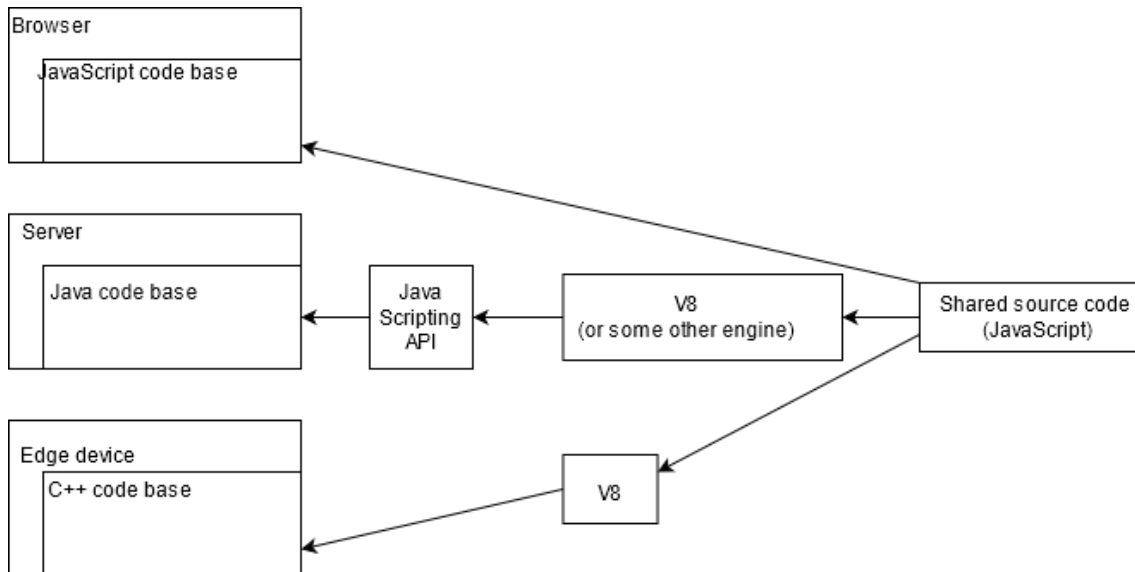 Browser
JavaScript code base
Server
Java code base
Java
Scripting
API
V8
(or some other engine)
Shared source code
(JavaScript)
Edge device
C++ code base
V8